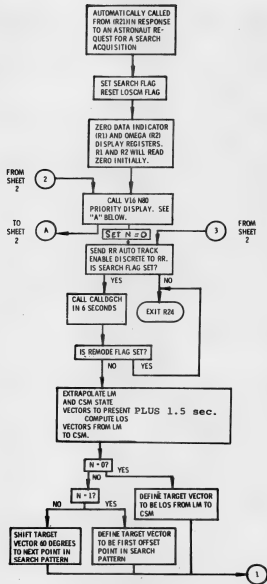 AUTOMATICALLY CALLED
FROM (R21)IN RESPONSE
TO AN ASTRONAUT RE-
QUEST FOR A SEARCH
ACQUISITION
SET SEARCH FLAG
RESET LOSCM FLAG
ZERO DATA INDICATOR
(R1) AND OMEGA (R2)
DISPLAY REGISTERS.
R1 AND R2 WILL READ
ZERO INITIALLY.
FROM
SHEET
2
2
CALL V16 N80
PRIORITY DISPLAY. SEE
"A" BELOW.
TO
SHEET
2
A
SET N = 0
3
FROM
SHEET
2
SEND RR AUTO TRACK
ENABLE DISCRETE TO RR.
IS SEARCH FLAG SET?
YES
NO
CALL CALLDGCH
IN 6 SECONDS
EXIT R24
IS REMODE FLAG SET?
NO
YES
EXTRAPOLATE LM
AND CSM STATE
VECTORS TO PRESENT PLUS 1.5 sec.
COMPUTE LOS
VECTORS FROM LM
TO CSM.
N = 0?
YES
NO
N = 1?
DEFINE TARGET VECTOR
TO BE LOS FROM LM TO
CSM
NO
YES
SHIFT TARGET
VECTOR 60 DEGREES
TO NEXT POINT IN
SEARCH PATTERN
DEFINE TARGET VECTOR
TO BE FIRST OFFSET
POINT IN SEARCH
PATTERN
1